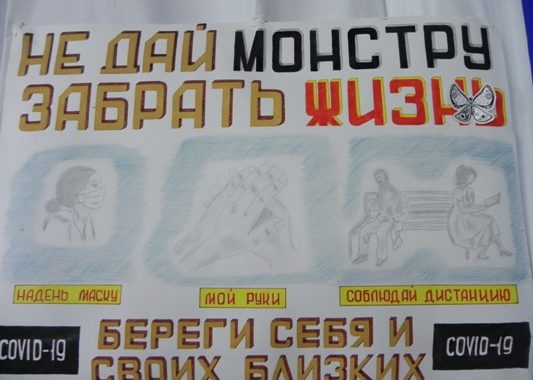 НЕ ДАЙ МОНСТРУ
ЗАБРАТЬ ЖИЗНЬ
НАДЕНЬ МАСКУ
МОЙ РУКИ
СОБЛЮДАЙ ДИСТАНЦИЮ
БЕРЕГИ СЕБЯ И
COVID-19
COVID-19
СВОИХ БЛИЗКИХ